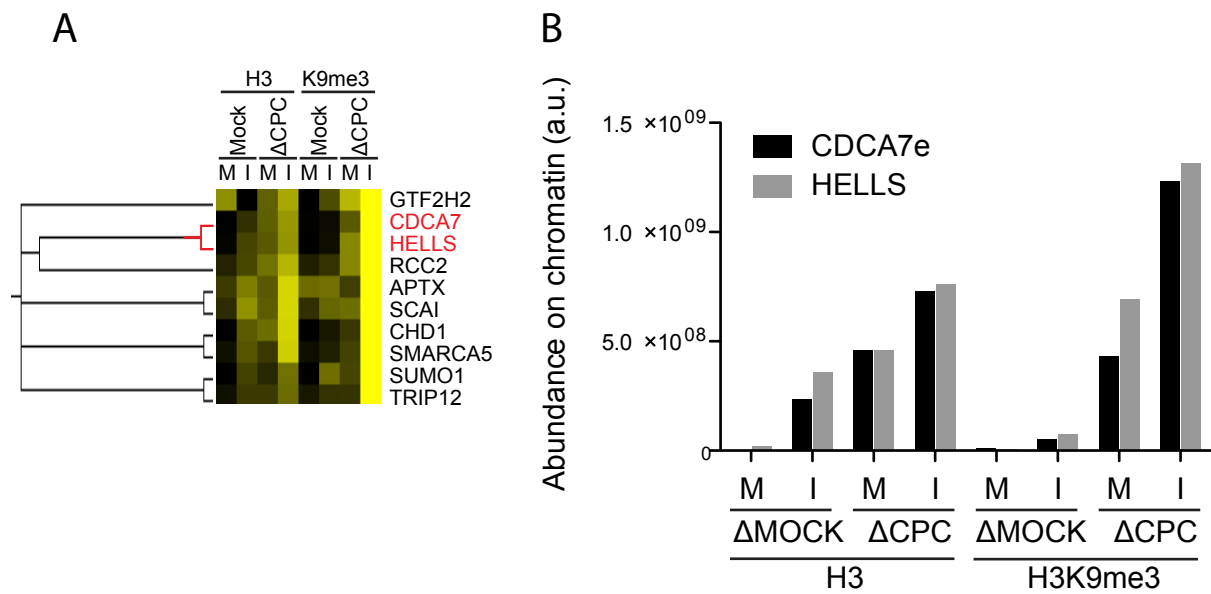 A
H3 K9me3
Mock ΔCPC Mock ΔCPC
M I M I M I M I
GTF2H2
CDCA7
HELLS
RCC2
APTX
SCAI
CHD1
SMARCA5
SUMO1
TRIP12
B
Abundance on chromatin (a.u.)
1.5 ×10⁰⁹
1.0 ×10⁰⁹
5.0 ×10⁰⁸
0
CDCA7e
HELLS
M I M I M I M I
ΔMOCK ΔCPC ΔMOCK ΔCPC
H3 H3K9me3